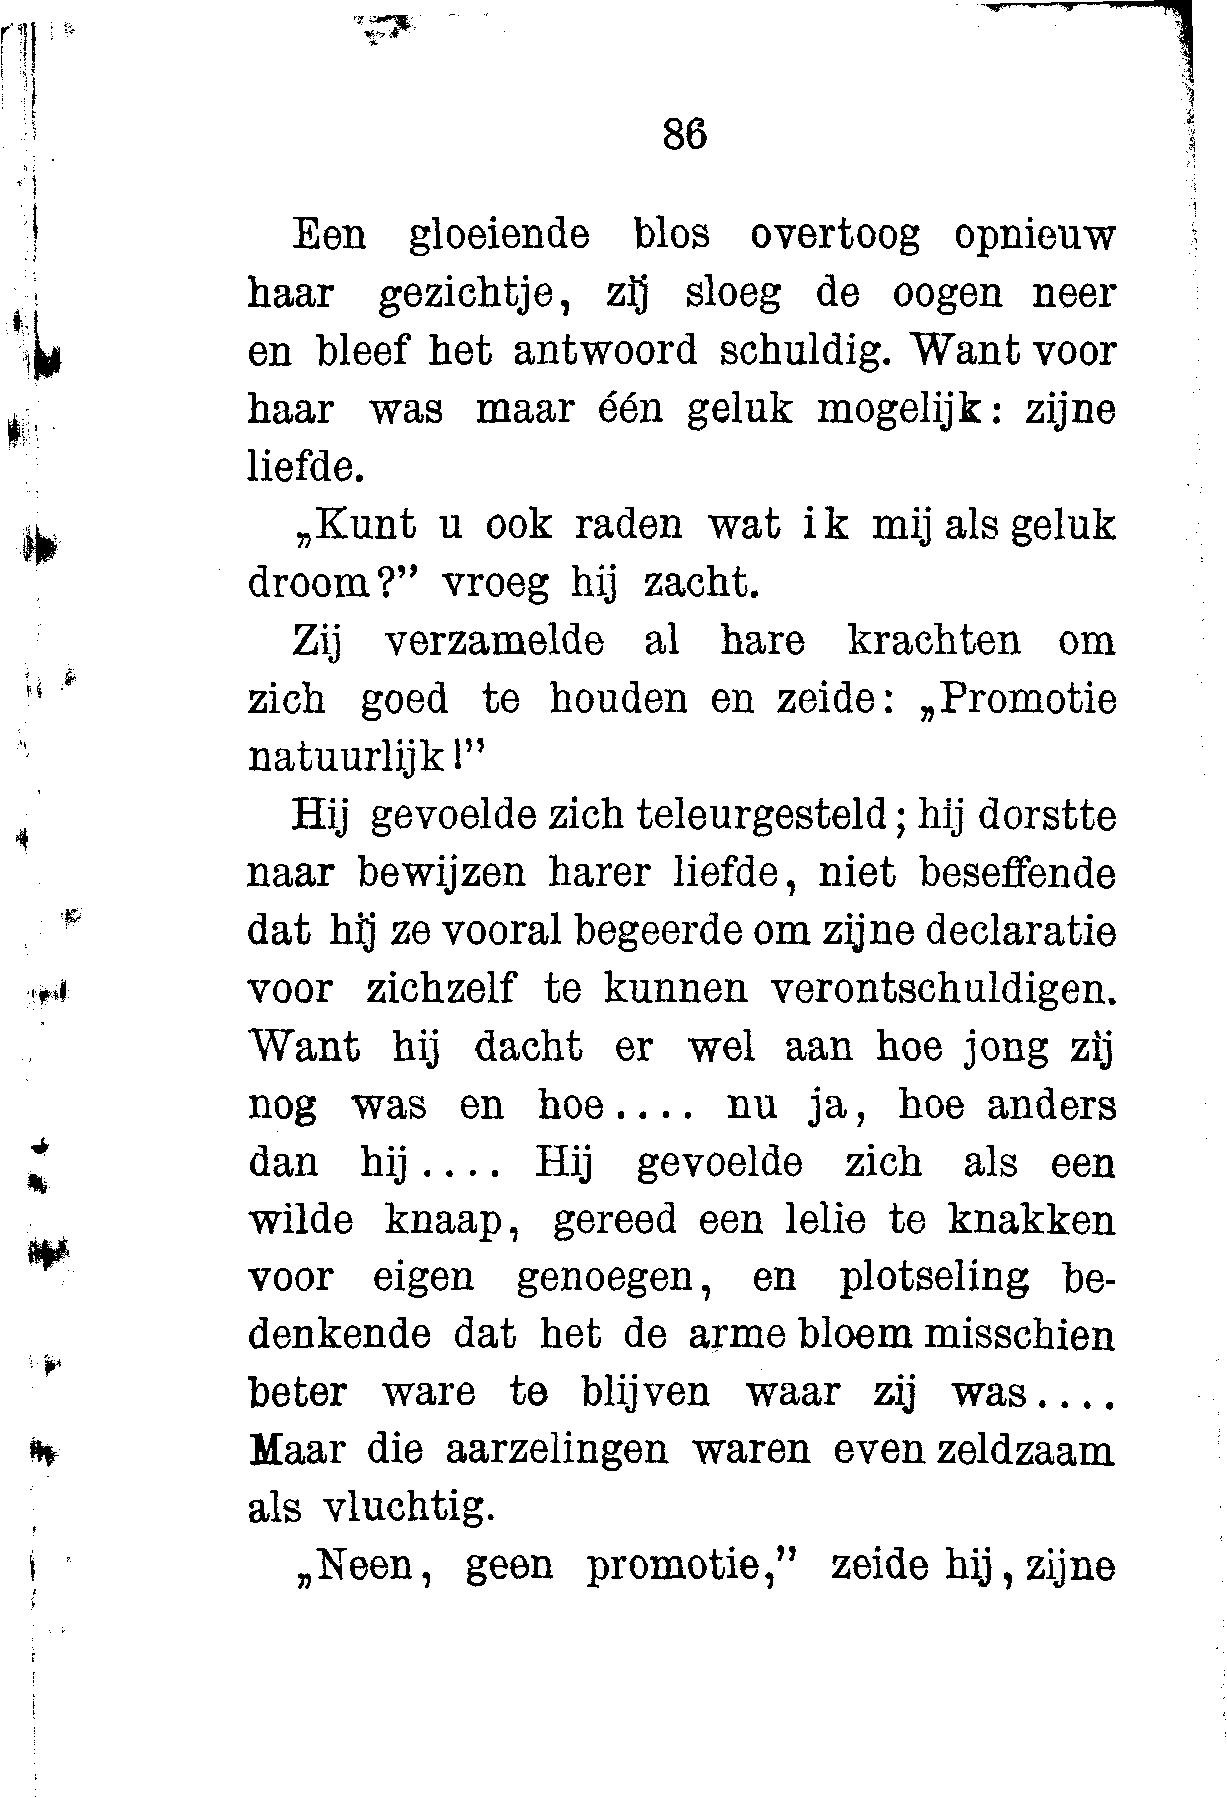 86
Een gloeiende blos overtoog opnieuw
haar gezichtje, zij sloeg de oogen neer
en bleef het antwoord schuldig. Want voor
haar was maar één geluk mogelijk: zijne
liefde.
„Kunt u ook raden wat ik mij als geluk
droom?” vroeg hij zacht.
Zij verzamelde al hare krachten om
zich goed te houden en zeide: „Promotie
natuurlijk!”
Hij gevoelde zich teleurgesteld; hij dorstte
naar bewijzen harer liefde, niet beseffende
dat hij ze vooral begeerde om zijne declaratie
voor zichzelf te kunnen verontschuldigen.
Want hij dacht er wel aan hoe jong zij
nog was en hoe.... nu ja, hoe anders
dan hij.... Hij gevoelde zich als een
wilde knaap, gereed een lelie te knakken
voor eigen genoegen, en plotseling be-
denkende dat het de arme bloem misschien
beter ware te blijven waar zij was....
Maar die aarzelingen waren even zeldzaam
als vluchtig.
„Neen, geen promotie,” zeide hij, zijne